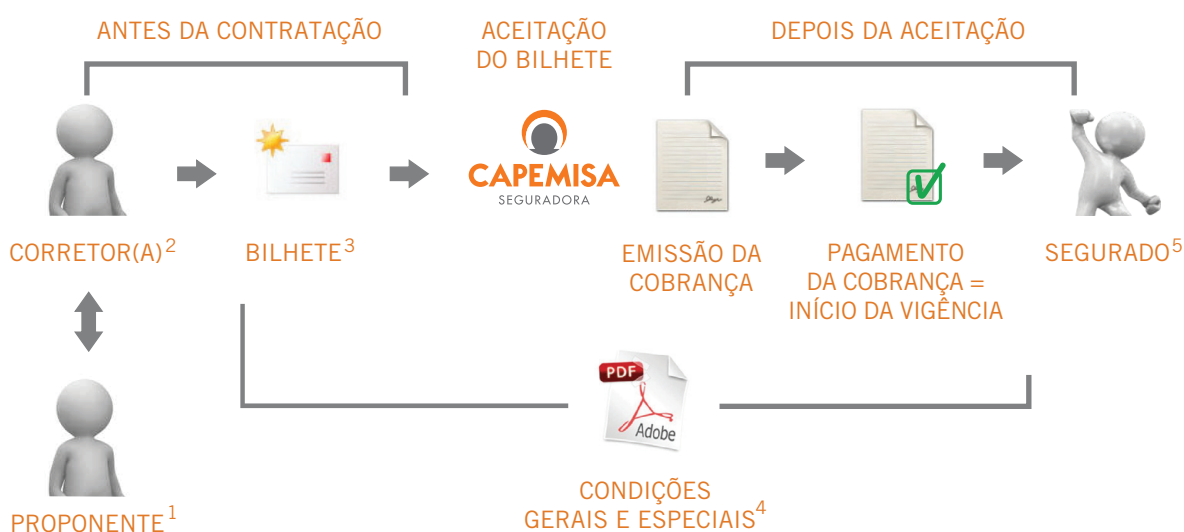 ANTES DA CONTRATAÇÃO
ACEITAÇÃO
DO BILHETE
DEPOIS DA ACEITAÇÃO
CAPEMISA
SEGURADORA
CORRETOR(A)²
BILHETE³
EMISSÃO DA
COBRANÇA
PAGAMENTO
DA COBRANÇA =
INÍCIO DA VIGÊNCIA
SEGURADO⁵
PDF
Adobe
PROPONENTE¹
CONDIÇÕES
GERAIS E ESPECIAIS⁴